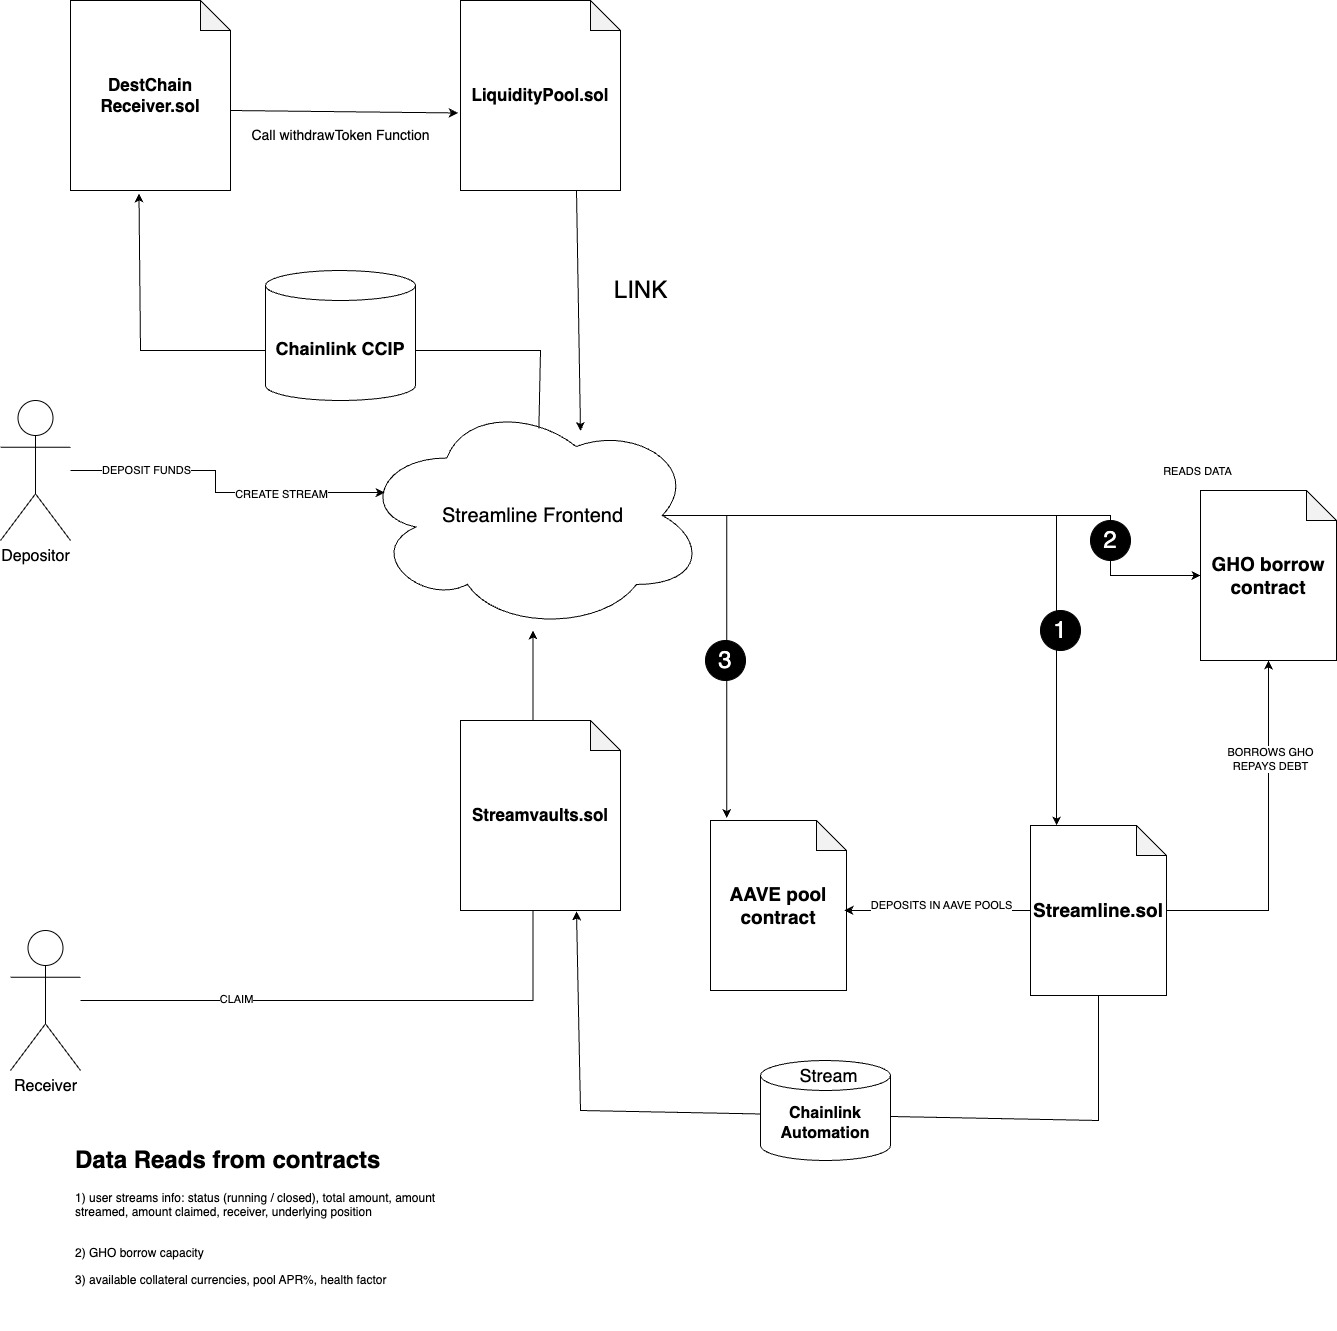 DestChain
Receiver.sol
LiquidityPool.sol
Call withdrawToken Function
LINK
Chainlink CCIP
DEPOSIT FUNDS
CREATE STREAM
Depositor
Streamline Frontend
READS DATA
2
GHO borrow
contract
1
3
BORROWS GHO
REPAYS DEBT
Streamvaults.sol
AAVE pool
contract
DEPOSITS IN AAVE POOLS
Streamline.sol
CLAIM
Receiver
Stream
Chainlink
Automation
Data Reads from contracts
1) user streams info: status (running / closed), total amount, amount
streamed, amount claimed, receiver, underlying position
2) GHO borrow capacity
3) available collateral currencies, pool APR%, health factor